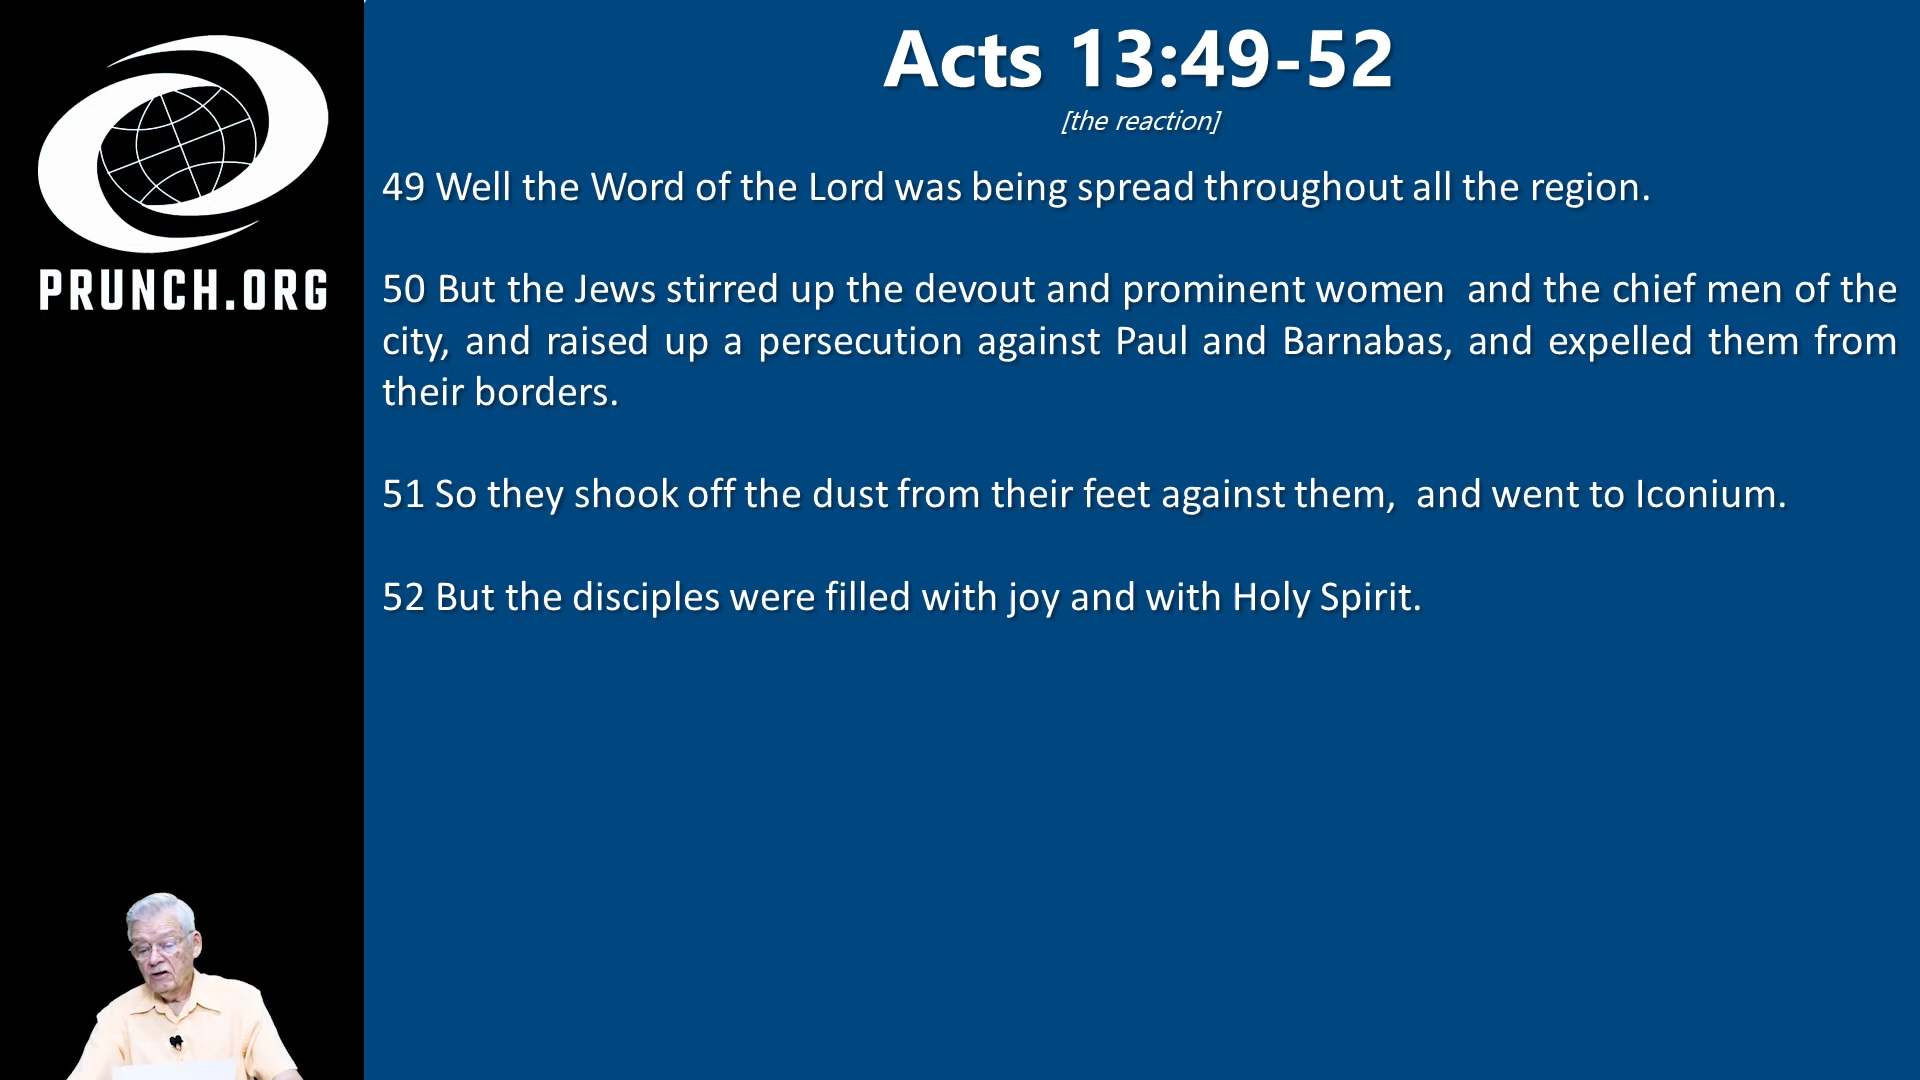 PRUNCH.ORG
Acts 13:49-52
[the reaction]
49 Well the Word of the Lord was being spread throughout all the region.
50 But the Jews stirred up the devout and prominent women  and the chief men of the
city, and raised up a persecution against Paul and Barnabas, and expelled them from
their borders.
51 So they shook off the dust from their feet against them,  and went to Iconium.
52 But the disciples were filled with joy and with Holy Spirit.